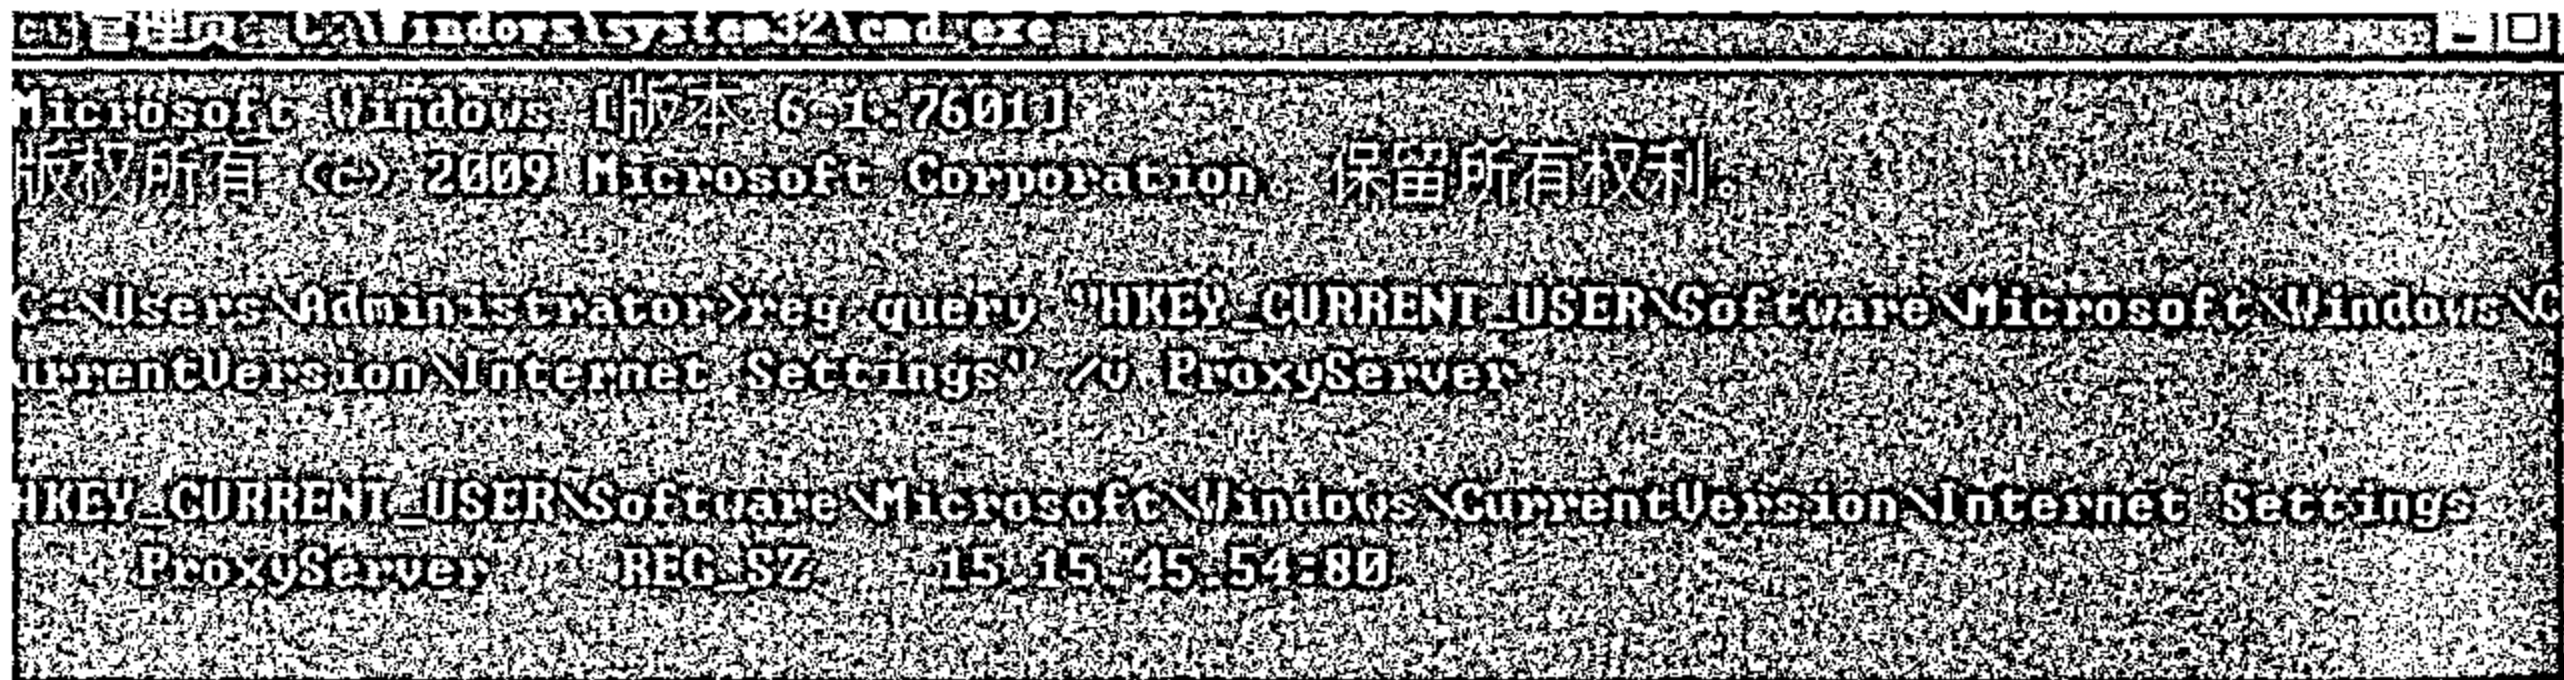 管理员: C:\Windows\system32\cmd.exe
Microsoft Windows [版本 6.1.7601]
版权所有 (c) 2009 Microsoft Corporation。保留所有权利。
C:\Users\Administrator>reg query "HKEY_CURRENT_USER\Software\Microsoft\Windows\C
urrentVersion\Internet Settings" /v ProxyServer
HKEY_CURRENT_USER\Software\Microsoft\Windows\CurrentVersion\Internet Settings
ProxyServer REG_SZ 15.15.45.54:80